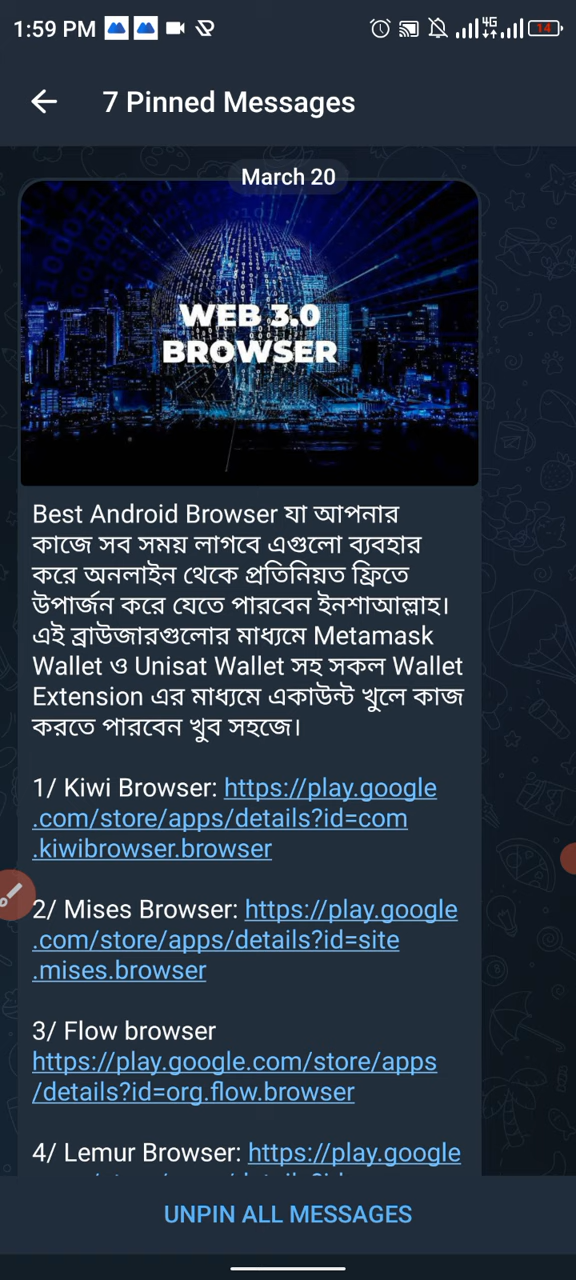 1:59 PM
4G
14
7 Pinned Messages
March 20
WEB 3.0
BROWSER
Best Android Browser যা আপনার
কাজে সব সময় লাগবে এগুলো ব্যবহার
করে অনলাইন থেকে প্রতিনিয়ত ফ্রিতে
উপার্জন করে যেতে পারবেন ইনশাআল্লাহ।
এই ব্রাউজারগুলোর মাধ্যমে Metamask
Wallet ও Unisat Wallet সহ সকল Wallet
Extension এর মাধ্যমে একাউন্ট খুলে কাজ
করতে পারবেন খুব সহজে।
1/ Kiwi Browser: https://play.google
.com/store/apps/details?id=com
.kiwibrowser.browser
2/ Mises Browser: https://play.google
.com/store/apps/details?id=site
.mises.browser
3/ Flow browser
https://play.google.com/store/apps
/details?id=org.flow.browser
4/ Lemur Browser: https://play.google
UNPIN ALL MESSAGES